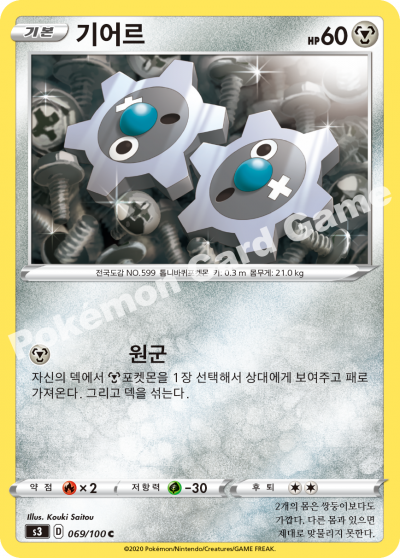 기본 기어르 HP60
전국도감 NO.599 톱니바퀴포켓몬 키: 0.3 m 몸무게: 21.0 kg
Pokémon Card Game
원군
자신의 덱에서 포켓몬을 1장 선택해서 상대에게 보여주고 패로
가져온다. 그리고 덱을 섞는다.
약점 ×2 저항력 -30 후퇴
Illus. Kouki Saitou
s3 D 069/100 C
2개의 몸은 쌍둥이보다도
가깝다. 다른 몸과 있으면
제대로 맞물리지 못한다.
©2020 Pokémon/Nintendo/Creatures/GAME FREAK.